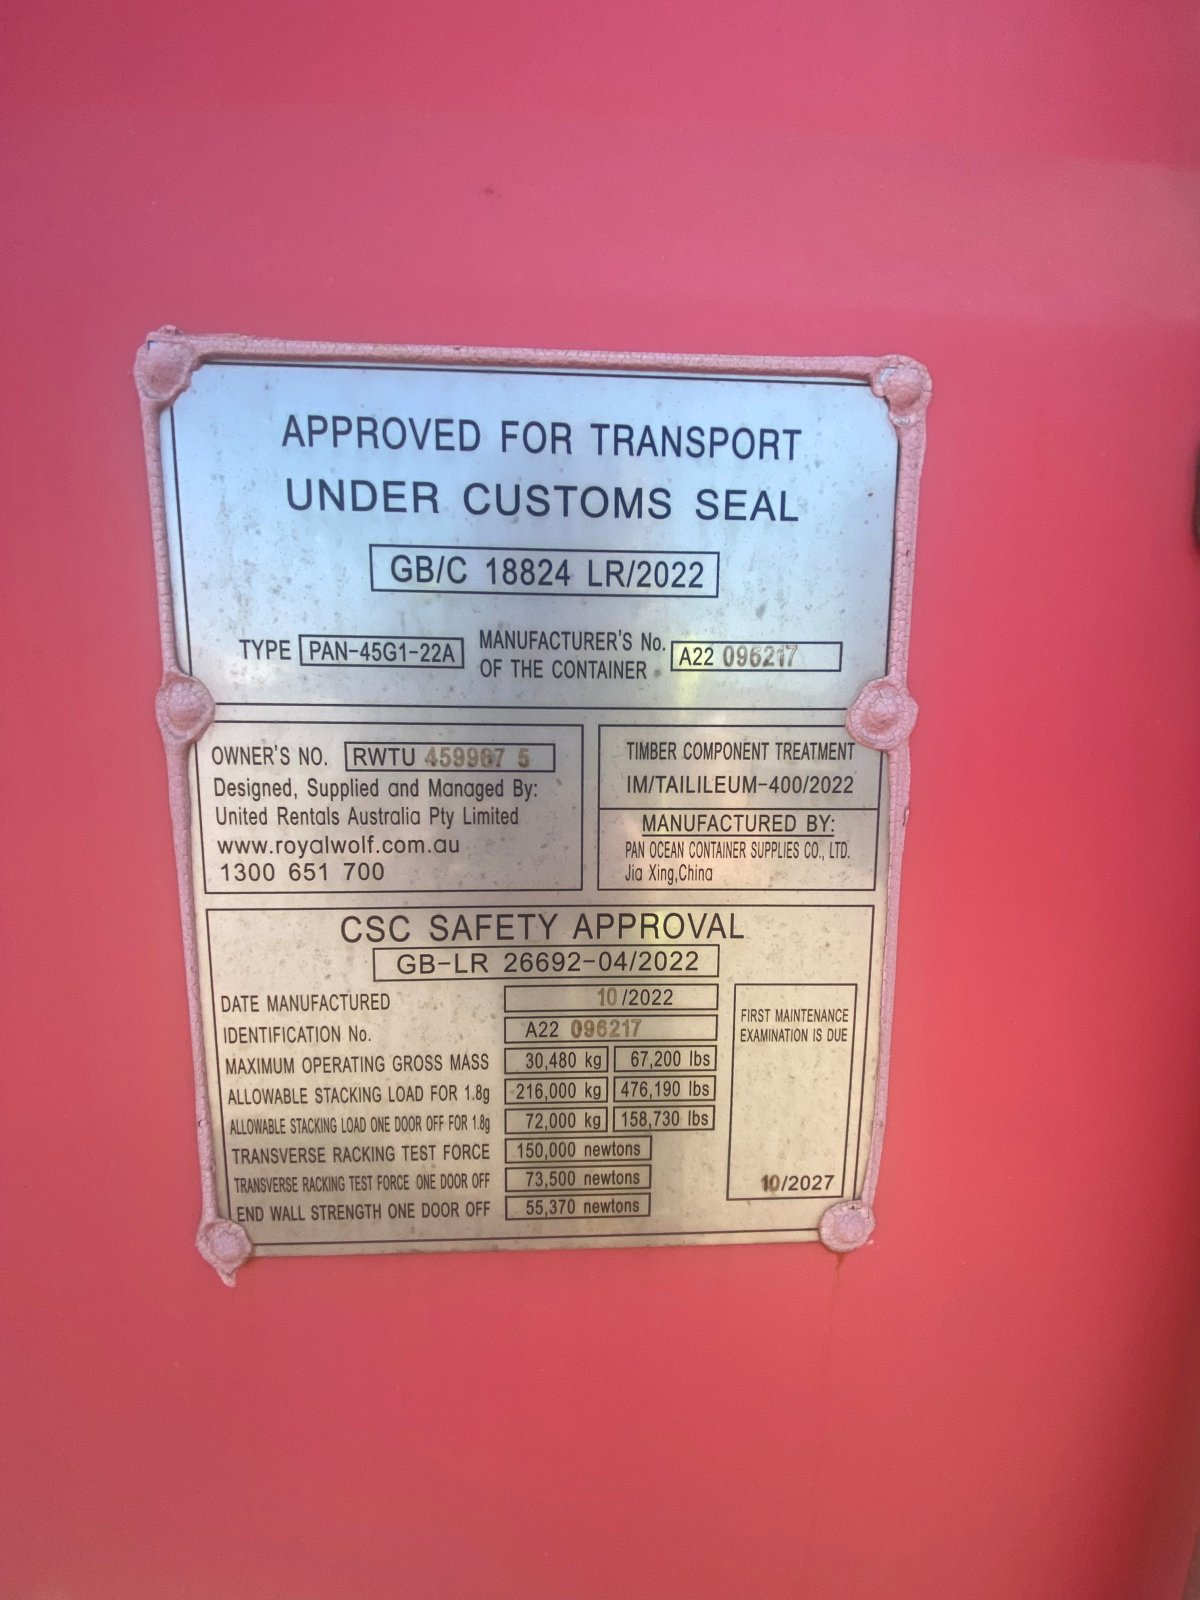 APPROVED FOR TRANSPORT
UNDER CUSTOMS SEAL
GB/C 18824 LR/2022
TYPE PAN-45G1-22A
MANUFACTURER'S No.
OF THE CONTAINER
A22 096217
OWNER'S NO. RWTU 459967 5
Designed, Supplied and Managed By:
United Rentals Australia Pty Limited
www.royalwolf.com.au
1300 651 700
TIMBER COMPONENT TREATMENT
IM/TAILILEUM-400/2022
MANUFACTURED BY:
PAN OCEAN CONTAINER SUPPLIES CO., LTD.
Jia Xing,China
CSC SAFETY APPROVAL
GB-LR 26692-04/2022
DATE MANUFACTURED 10/2022
IDENTIFICATION No. A22 096217
MAXIMUM OPERATING GROSS MASS 30,480 kg 67,200 lbs
ALLOWABLE STACKING LOAD FOR 1.8g 216,000 kg 476,190 lbs
ALLOWABLE STACKING LOAD ONE DOOR OFF FOR 1.8g 72,000 kg 158,730 lbs
TRANSVERSE RACKING TEST FORCE 150,000 newtons
TRANSVERSE RACKING TEST FORCE ONE DOOR OFF 73,500 newtons
END WALL STRENGTH ONE DOOR OFF 55,370 newtons
FIRST MAINTENANCE
EXAMINATION IS DUE
10/2027